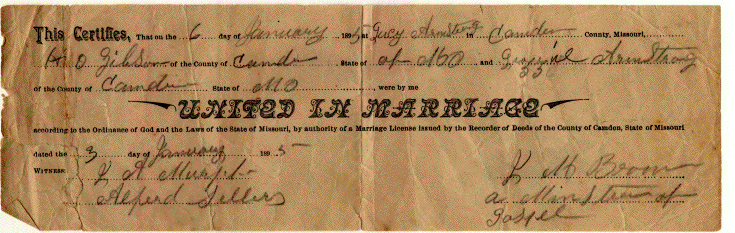 This Certifies, That on the 6 day of January 1895 at Lucy Armstrong in Camden County, Missouri,
O Gibson of the County of Camden State of MO and Armstrong
of the County of Camden State of MO, were by me
UNITED IN MARRIAGE
according to the Ordinance of God and the Laws of the State of Missouri, by authority of a Marriage License issued by the Recorder of Deeds of the County of Camden, State of Missouri
dated the 3 day of January 1895
WITNESS:
Alferd Sellers
M Brown
a Minister of
Gospel